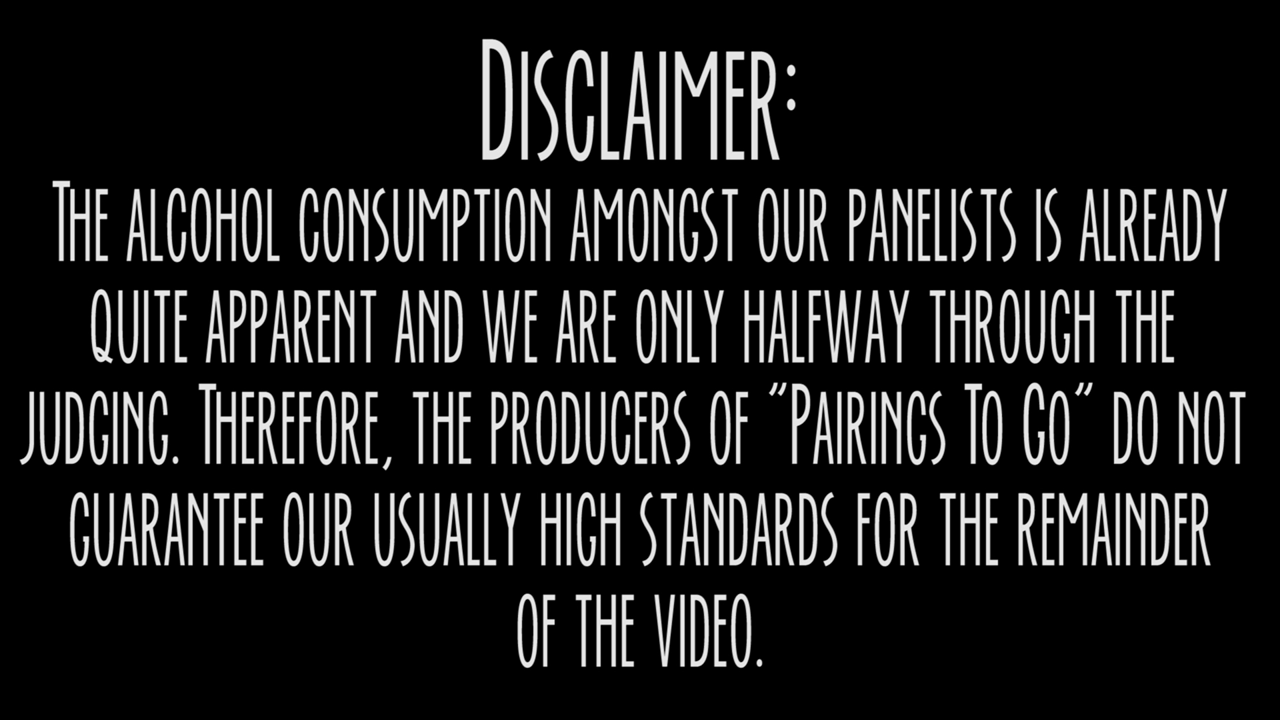 Disclaimer:
The alcohol consumption amongst our panelists is already
quite apparent and we are only halfway through the
judging. Therefore, the producers of "Pairings To Go" do not
guarantee our usually high standards for the remainder
of the video.